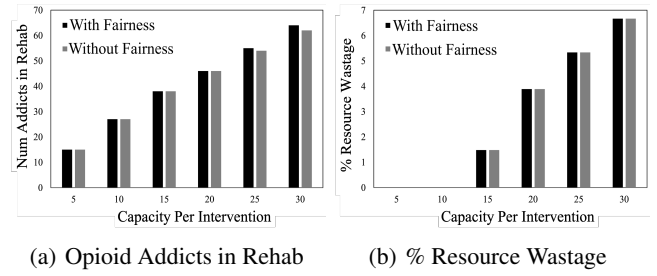 70
60
50
40
30
20
10
0
Num Addicts in Rehab
With Fairness
Without Fairness
5 10 15 20 25 30
Capacity Per Intervention
(a) Opioid Addicts in Rehab
7
6
5
4
3
2
1
0
% Resource Wastage
With Fairness
Without Fairness
5 10 15 20 25 30
Capacity Per Intervention
(b) % Resource Wastage